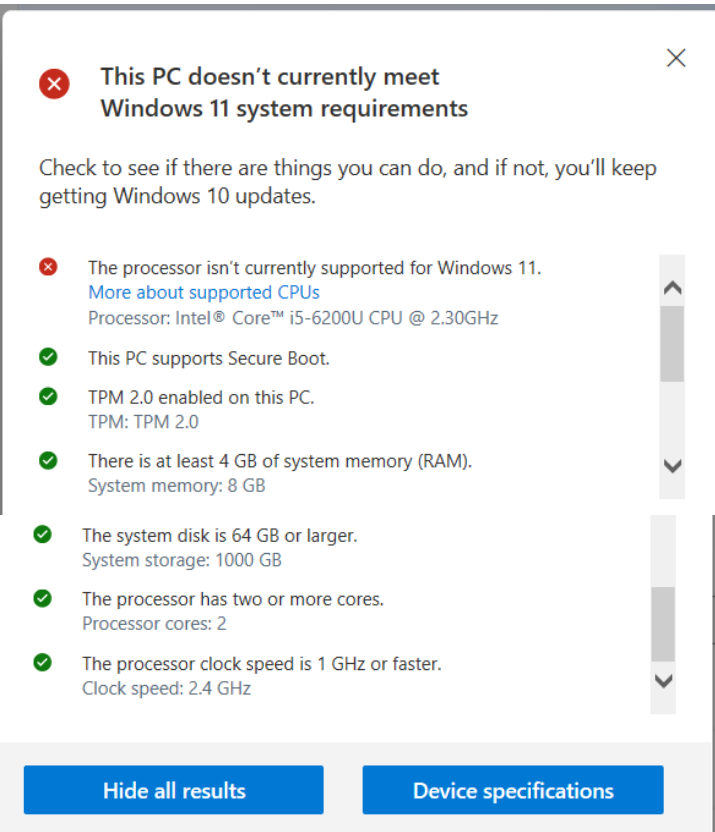 This PC doesn’t currently meet
Windows 11 system requirements
Check to see if there are things you can do, and if not, you’ll keep
getting Windows 10 updates.
The processor isn’t currently supported for Windows 11.
More about supported CPUs
Processor: Intel® Core™ i5-6200U CPU @ 2.30GHz
This PC supports Secure Boot.
TPM 2.0 enabled on this PC.
TPM: TPM 2.0
There is at least 4 GB of system memory (RAM).
System memory: 8 GB
The system disk is 64 GB or larger.
System storage: 1000 GB
The processor has two or more cores.
Processor cores: 2
The processor clock speed is 1 GHz or faster.
Clock speed: 2.4 GHz
Hide all results
Device specifications